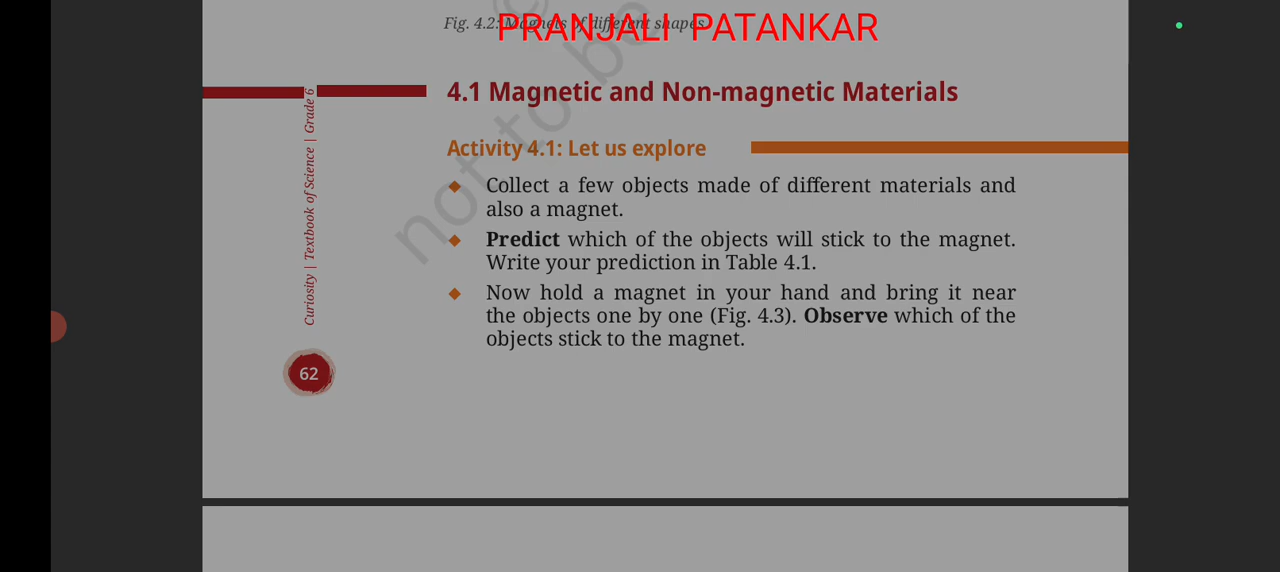 Fig. 4.2: Magnets of different shapes
PRANJALI PATANKAR
4.1 Magnetic and Non-magnetic Materials
Activity 4.1: Let us explore
Collect a few objects made of different materials and
also a magnet.
Predict which of the objects will stick to the magnet.
Write your prediction in Table 4.1.
Now hold a magnet in your hand and bring it near
the objects one by one (Fig. 4.3). Observe which of the
objects stick to the magnet.
Curiosity | Textbook of Science | Grade 6
62
© not to be